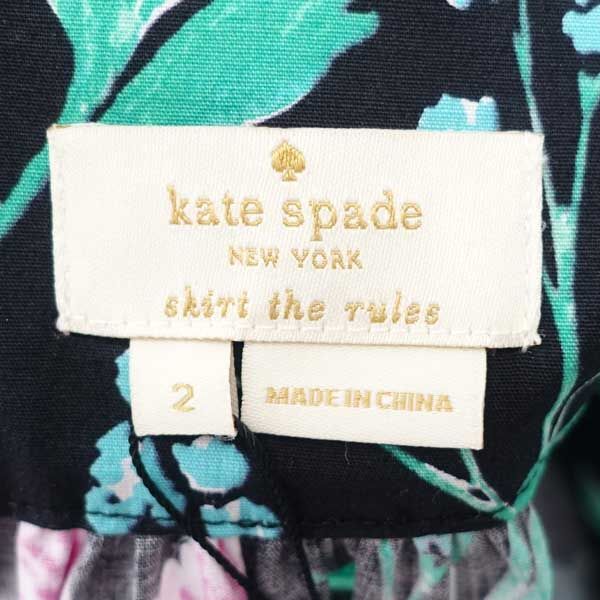 kate spade
NEW YORK
skirt the rules
2
MADE IN CHINA